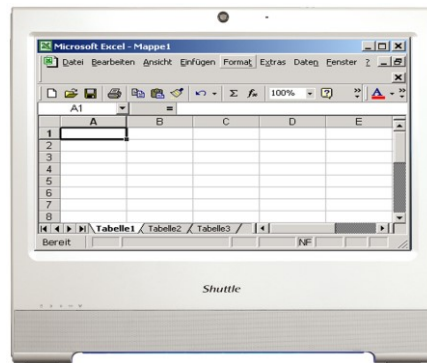 Microsoft Excel - Mappe1
Datei Bearbeiten Ansicht Einfügen Format Extras Daten Fenster ?
100%
A1 =
A B C D E
1
2
3
4
5
6
7
8
Tabelle1 Tabelle2 Tabelle3
Bereit NF
Shuttle